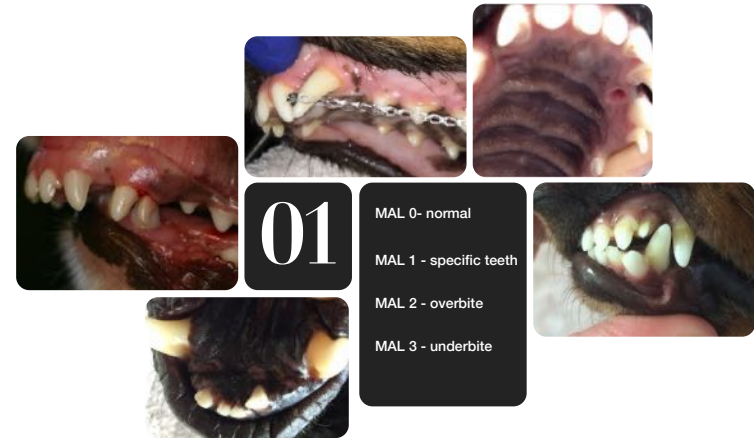 01
MAL 0- normal
MAL 1 - specific teeth
MAL 2 - overbite
MAL 3 - underbite